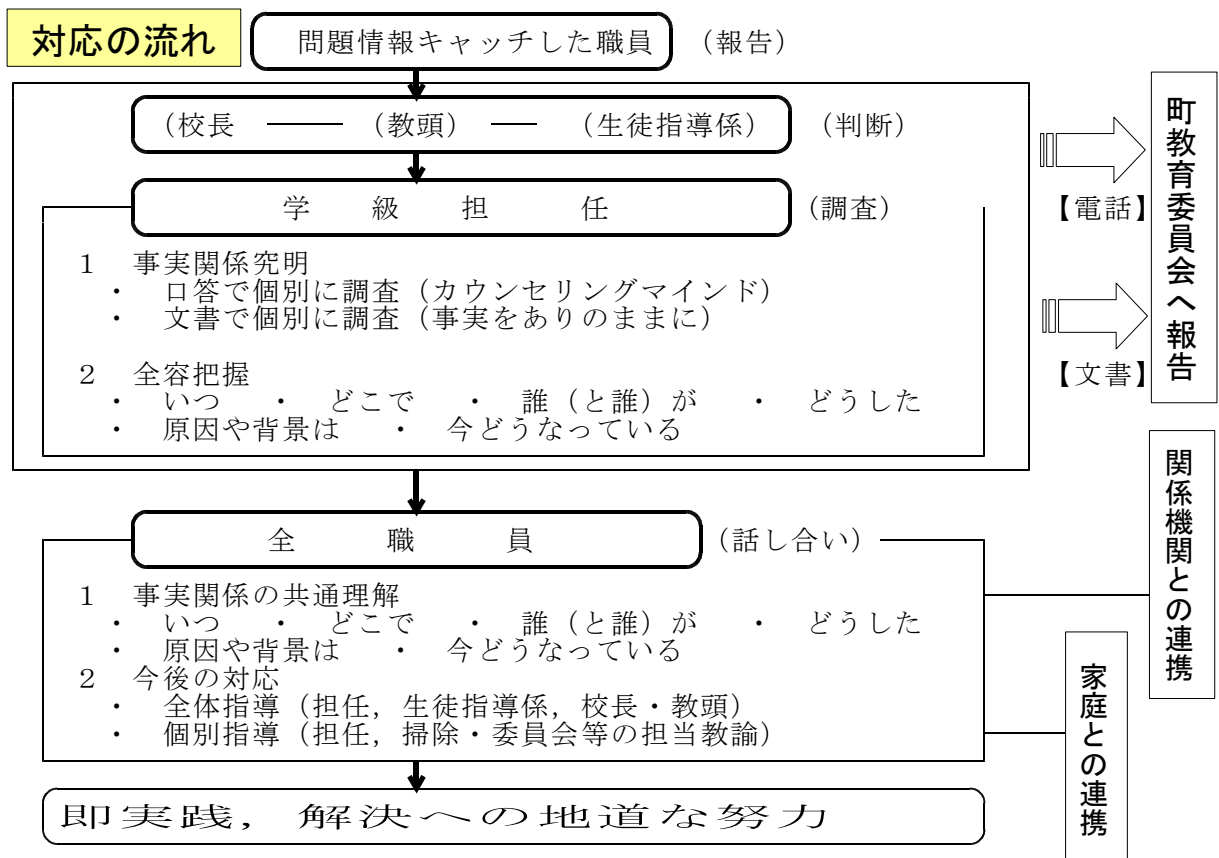 対応の流れ
問題情報キャッチした職員 （報告）
（校長 ―― （教頭） ― （生徒指導係） （判断）
学級担任 （調査）
１ 事実関係究明
・ 口答で個別に調査（カウンセリングマインド）
・ 文書で個別に調査（事実をありのままに）
２ 全容把握
・ いつ ・ どこで ・ 誰（と誰）が ・ どうした
・ 原因や背景は ・ 今どうなっている
【電話】
【文書】
町教育委員会へ報告
全職員 （話し合い）
１ 事実関係の共通理解
・ いつ ・ どこで ・ 誰（と誰）が ・ どうした
・ 原因や背景は ・ 今どうなっている
２ 今後の対応
・ 全体指導（担任，生徒指導係，校長・教頭）
・ 個別指導（担任，掃除・委員会等の担当教諭）
関係機関との連携
家庭との連携
即実践，解決への地道な努力